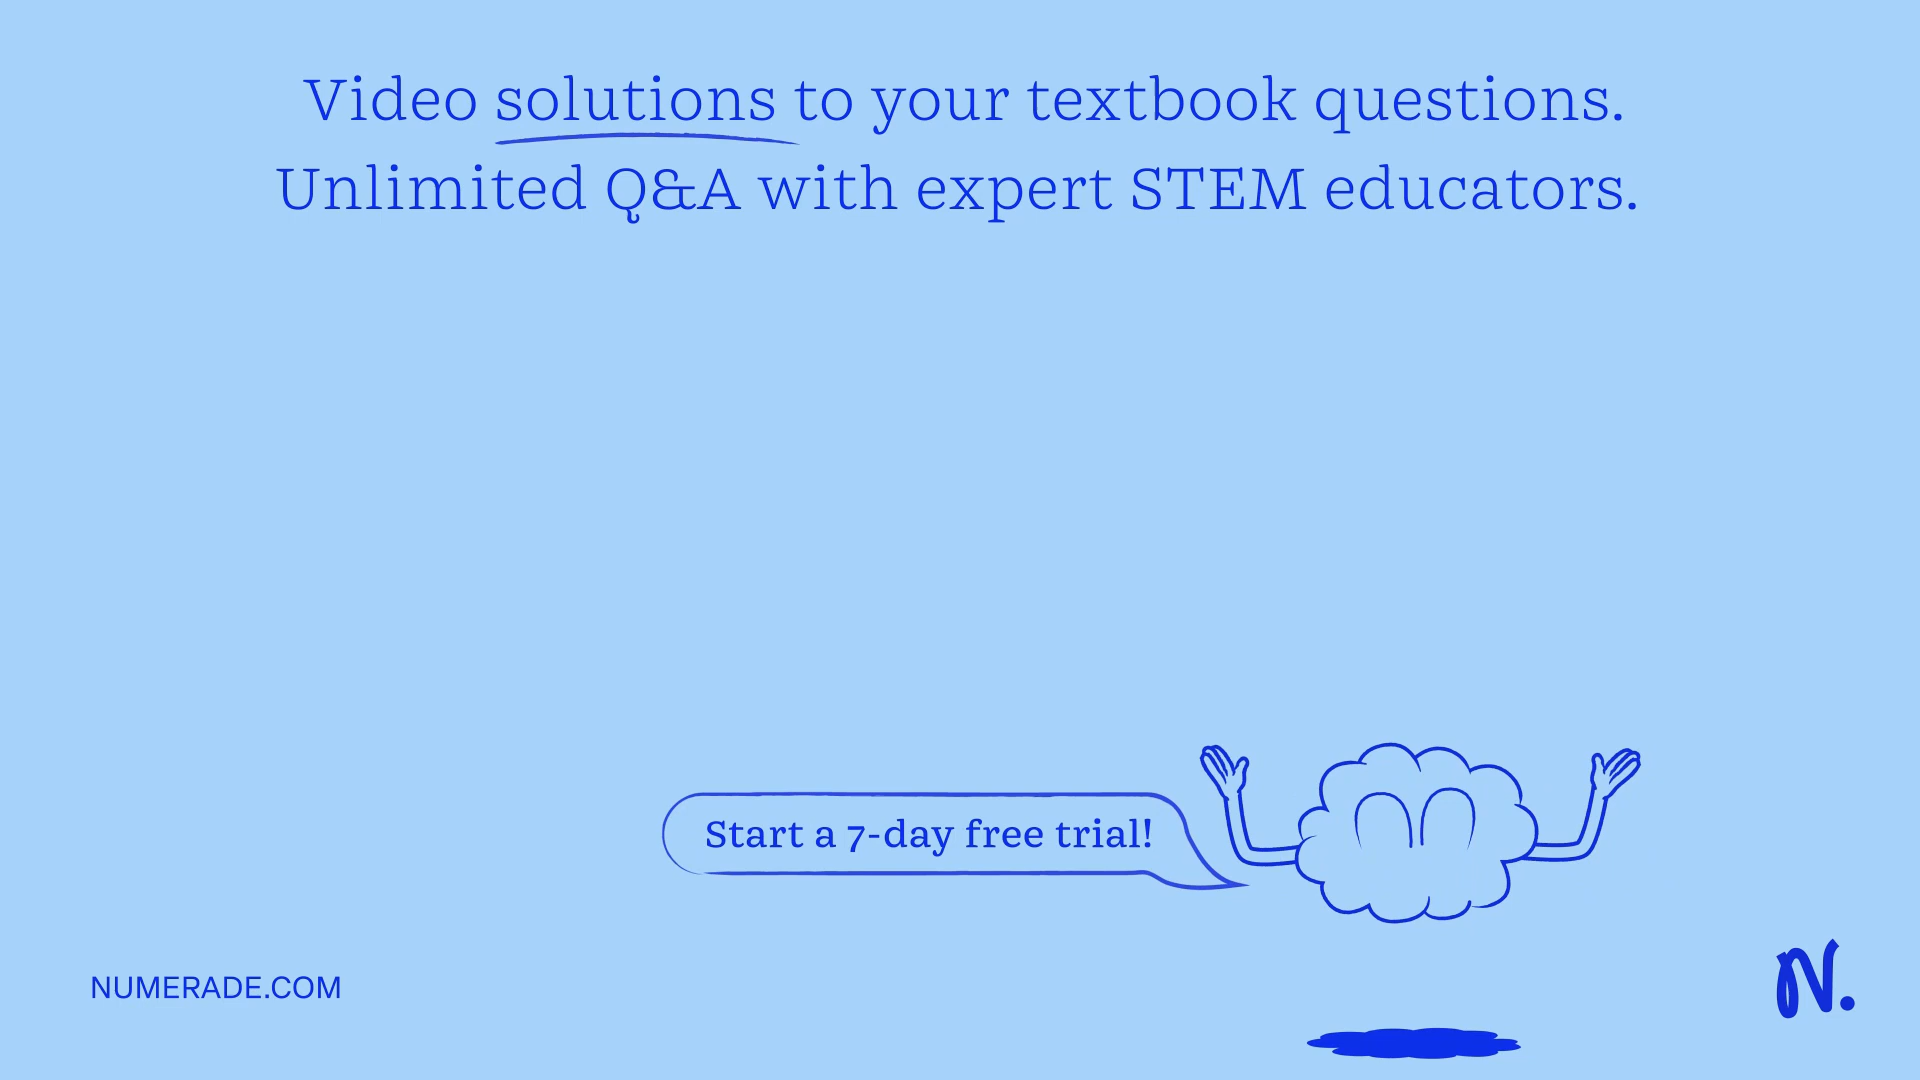 Video solutions to your textbook questions.
Unlimited Q&A with expert STEM educators.
Start a 7-day free trial!
NUMERADE.COM
N.